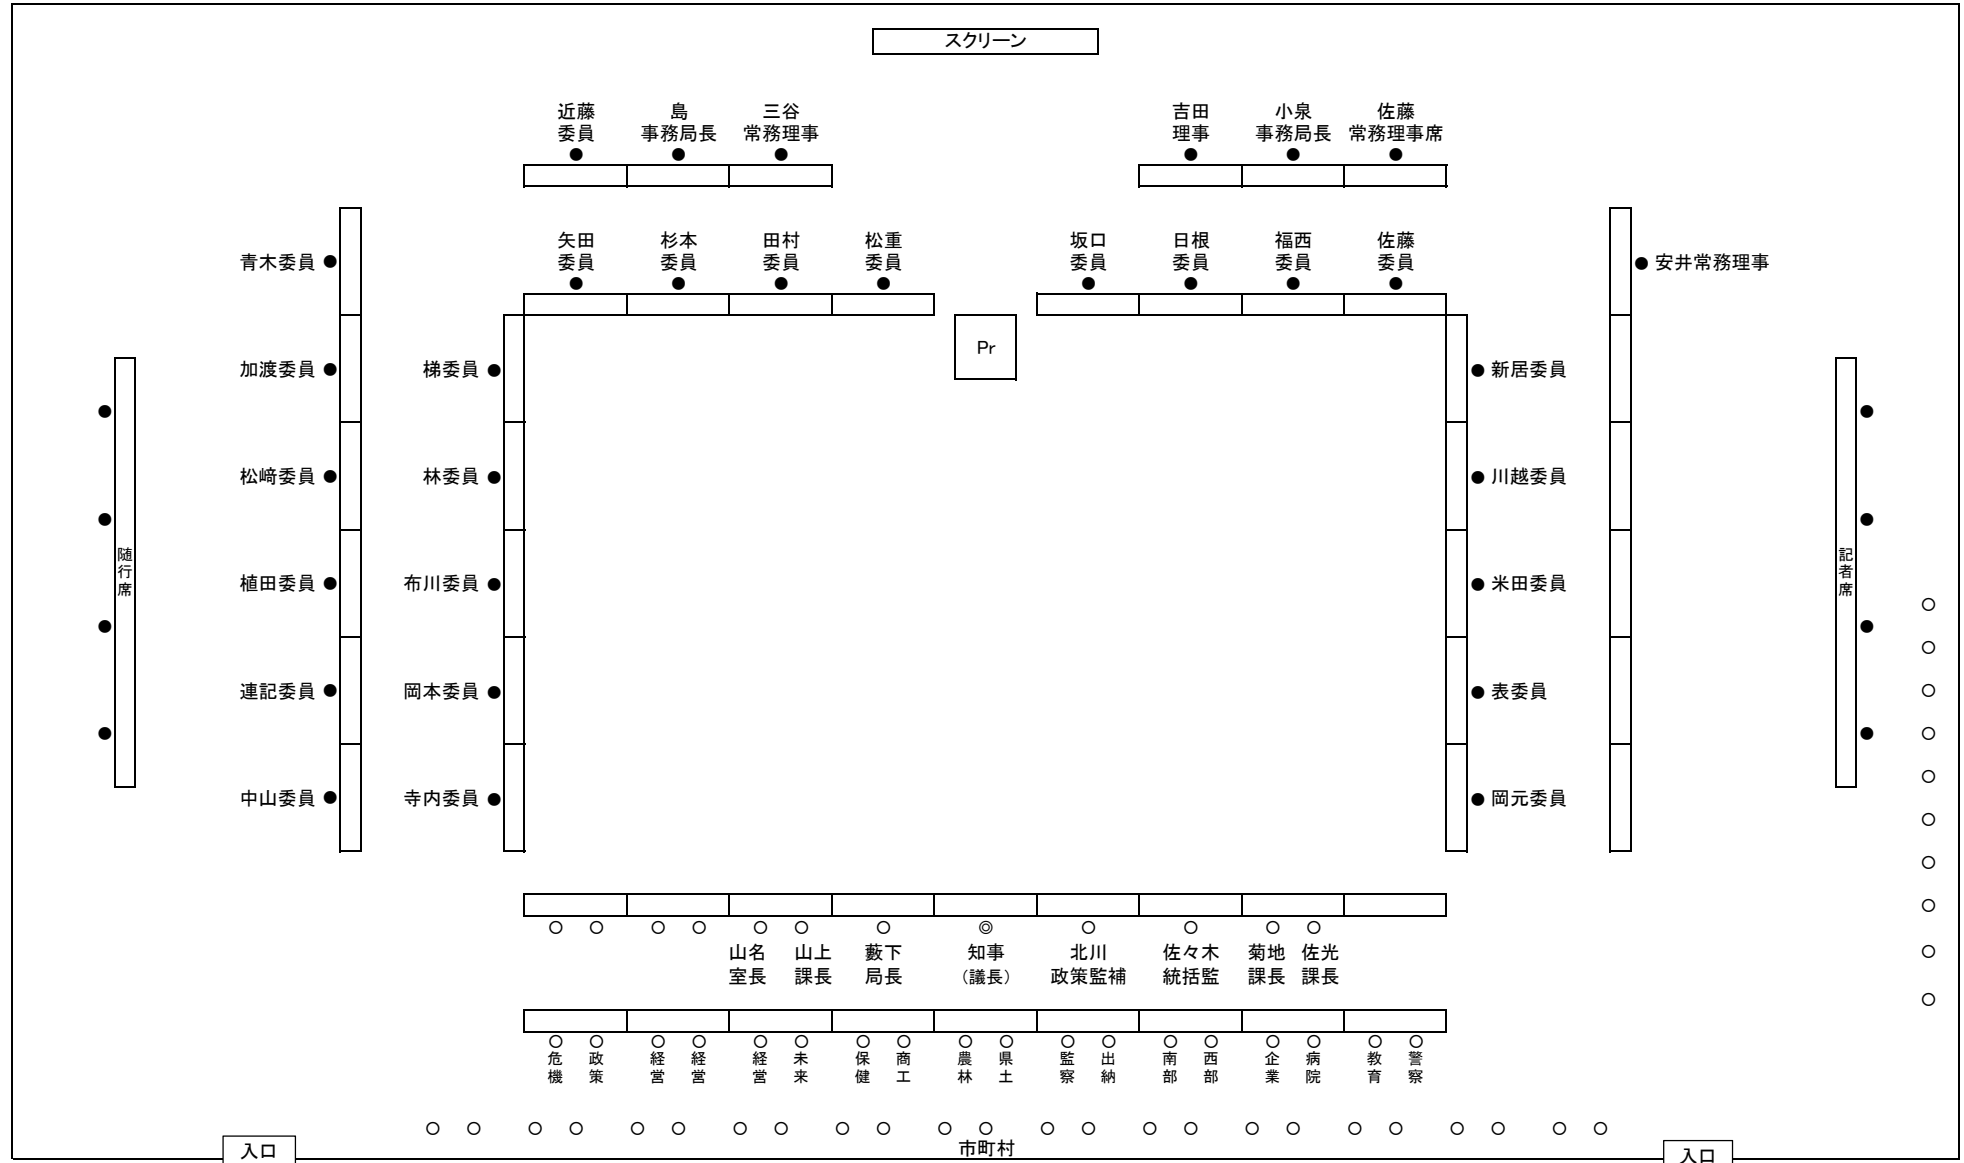 スクリーン
近藤
委員
島
事務局長
三谷
常務理事
吉田
理事
小泉
事務局長
佐藤
常務理事席
矢田
委員
杉本
委員
田村
委員
松重
委員
坂口
委員
日根
委員
福西
委員
佐藤
委員
青木委員
安井常務理事
Pr
加渡委員
梯委員
新居委員
松﨑委員
林委員
川越委員
随行席
植田委員
布川委員
米田委員
記者席
連記委員
岡本委員
表委員
中山委員
寺内委員
岡元委員
山名
室長
山上
課長
藪下
局長
知事
（議長）
北川
政策監補
佐々木
統括監
菊地
課長
佐光
課長
危機
政策
経営
経営
経営
未来
保健
商工
農林
県土
監察
出納
南部
西部
企業
病院
教育
警察
市町村
入口
入口